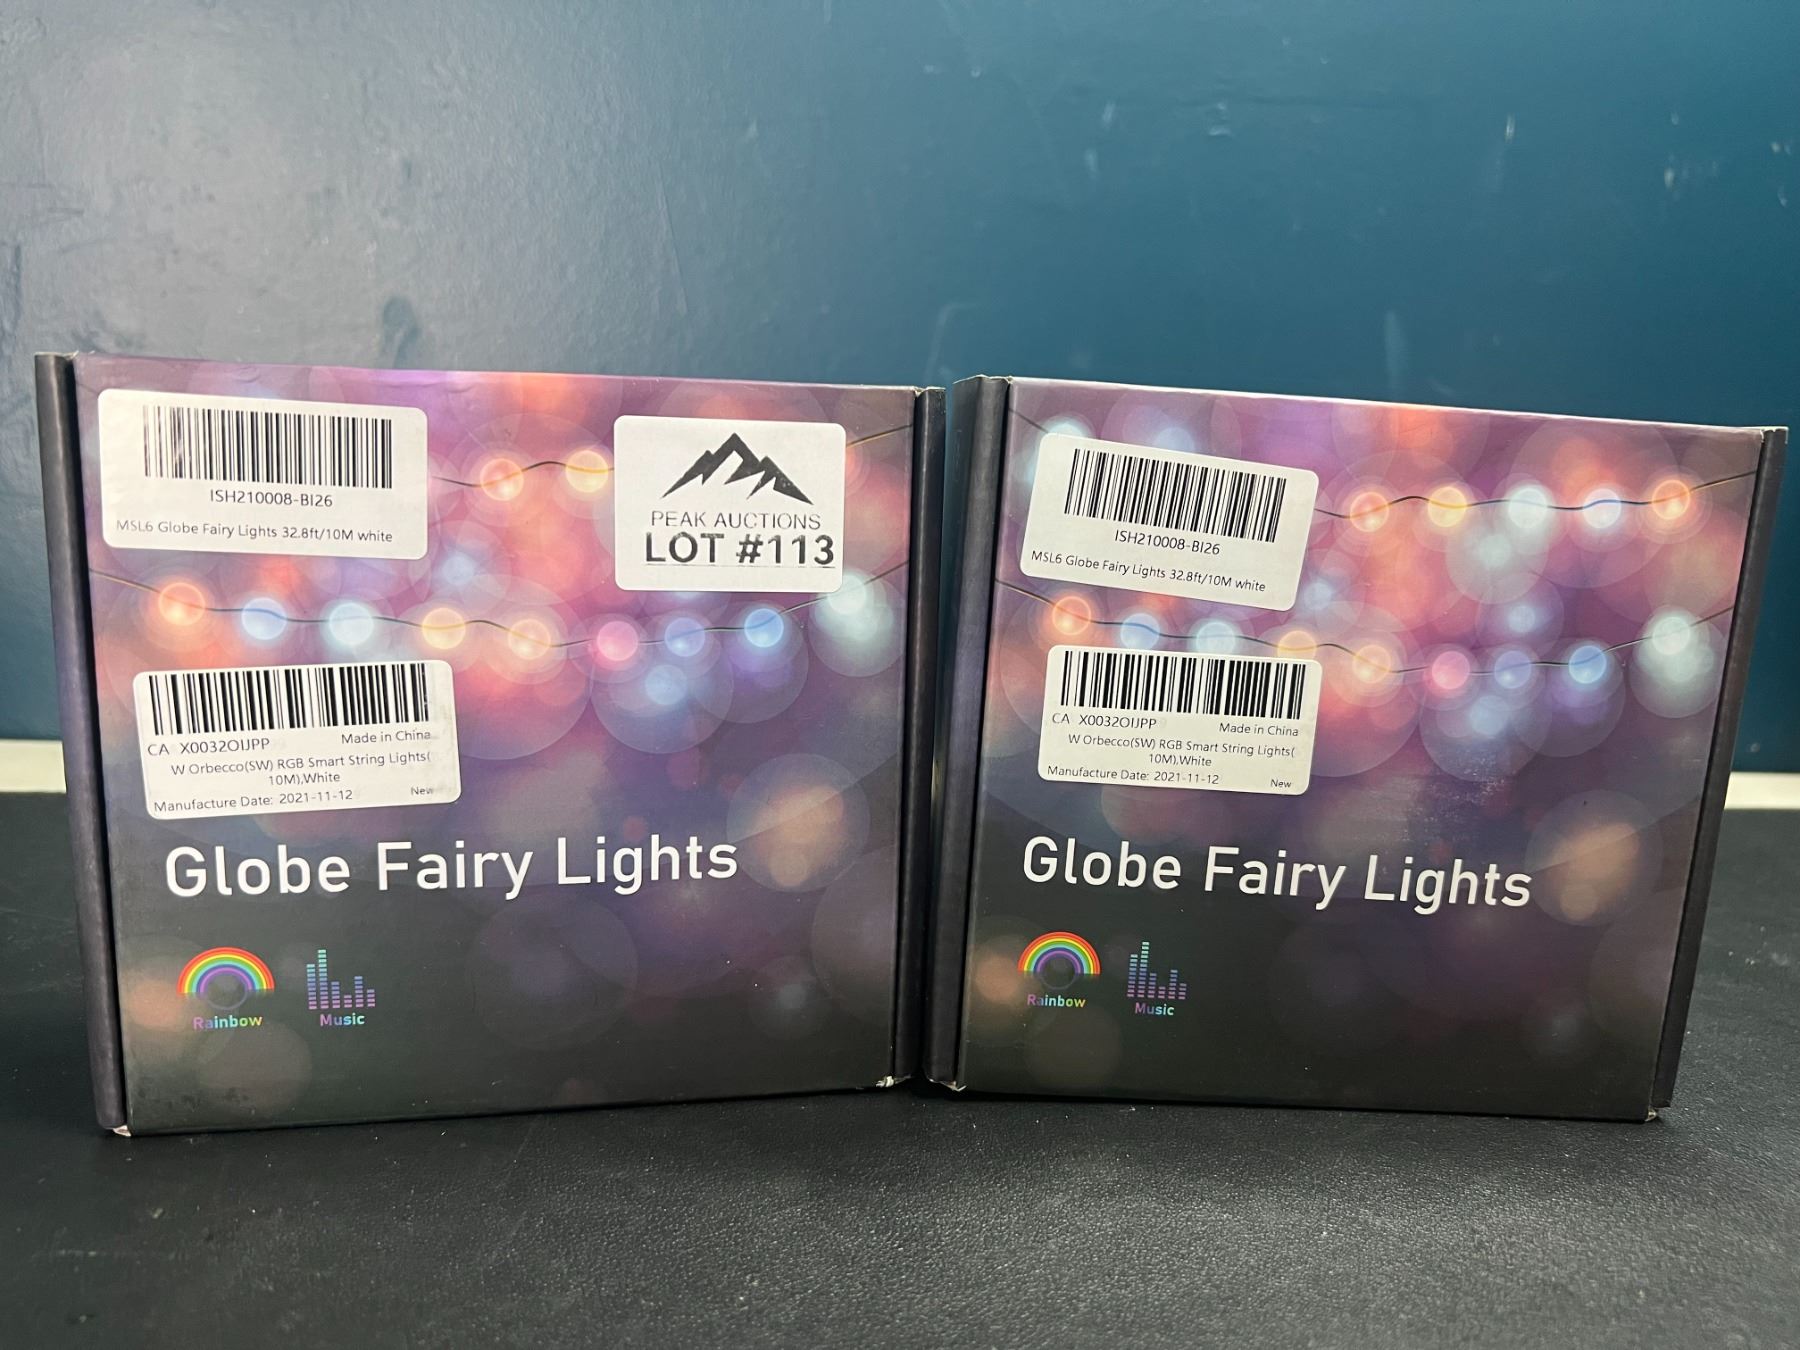 ISH210008-BI26
MSL6 Globe Fairy Lights 32.8ft/10M white
PEAK AUCTIONS
LOT #113
CA X0032OIJPP
Made in China
W Orbecco(SW) RGB Smart String Lights(
10M),White
Manufacture Date: 2021-11-12
New
Globe Fairy Lights
Rainbow
Music
ISH210008-BI26
MSL6 Globe Fairy Lights 32.8ft/10M white
CA X0032OIJPP
Made in China
W Orbecco(SW) RGB Smart String Lights(
10M),White
Manufacture Date: 2021-11-12
New
Globe Fairy Lights
Rainbow
Music